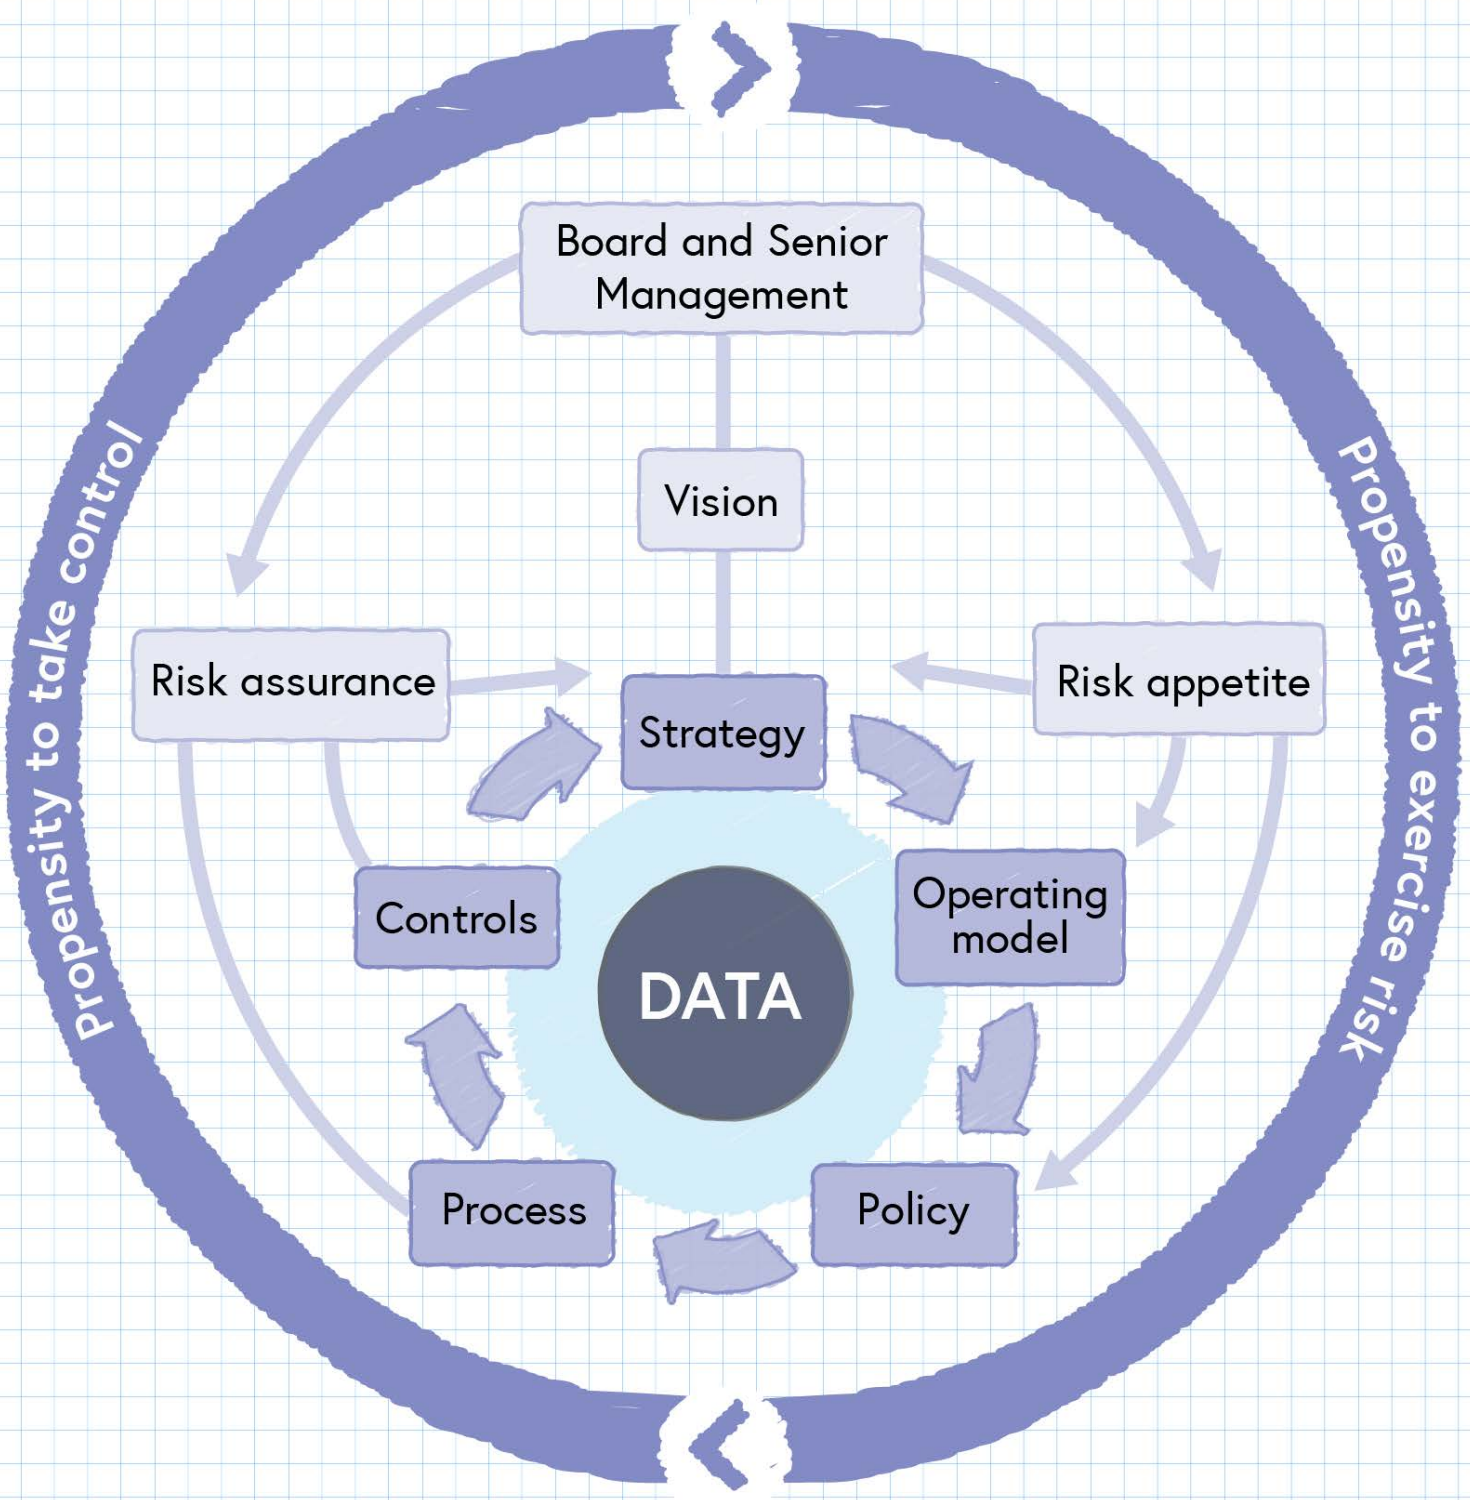 Board and Senior
Management
Vision
Propensity to take control
Propensity to exercise risk
Risk assurance
Risk appetite
Strategy
Controls
Operating
model
DATA
Process
Policy